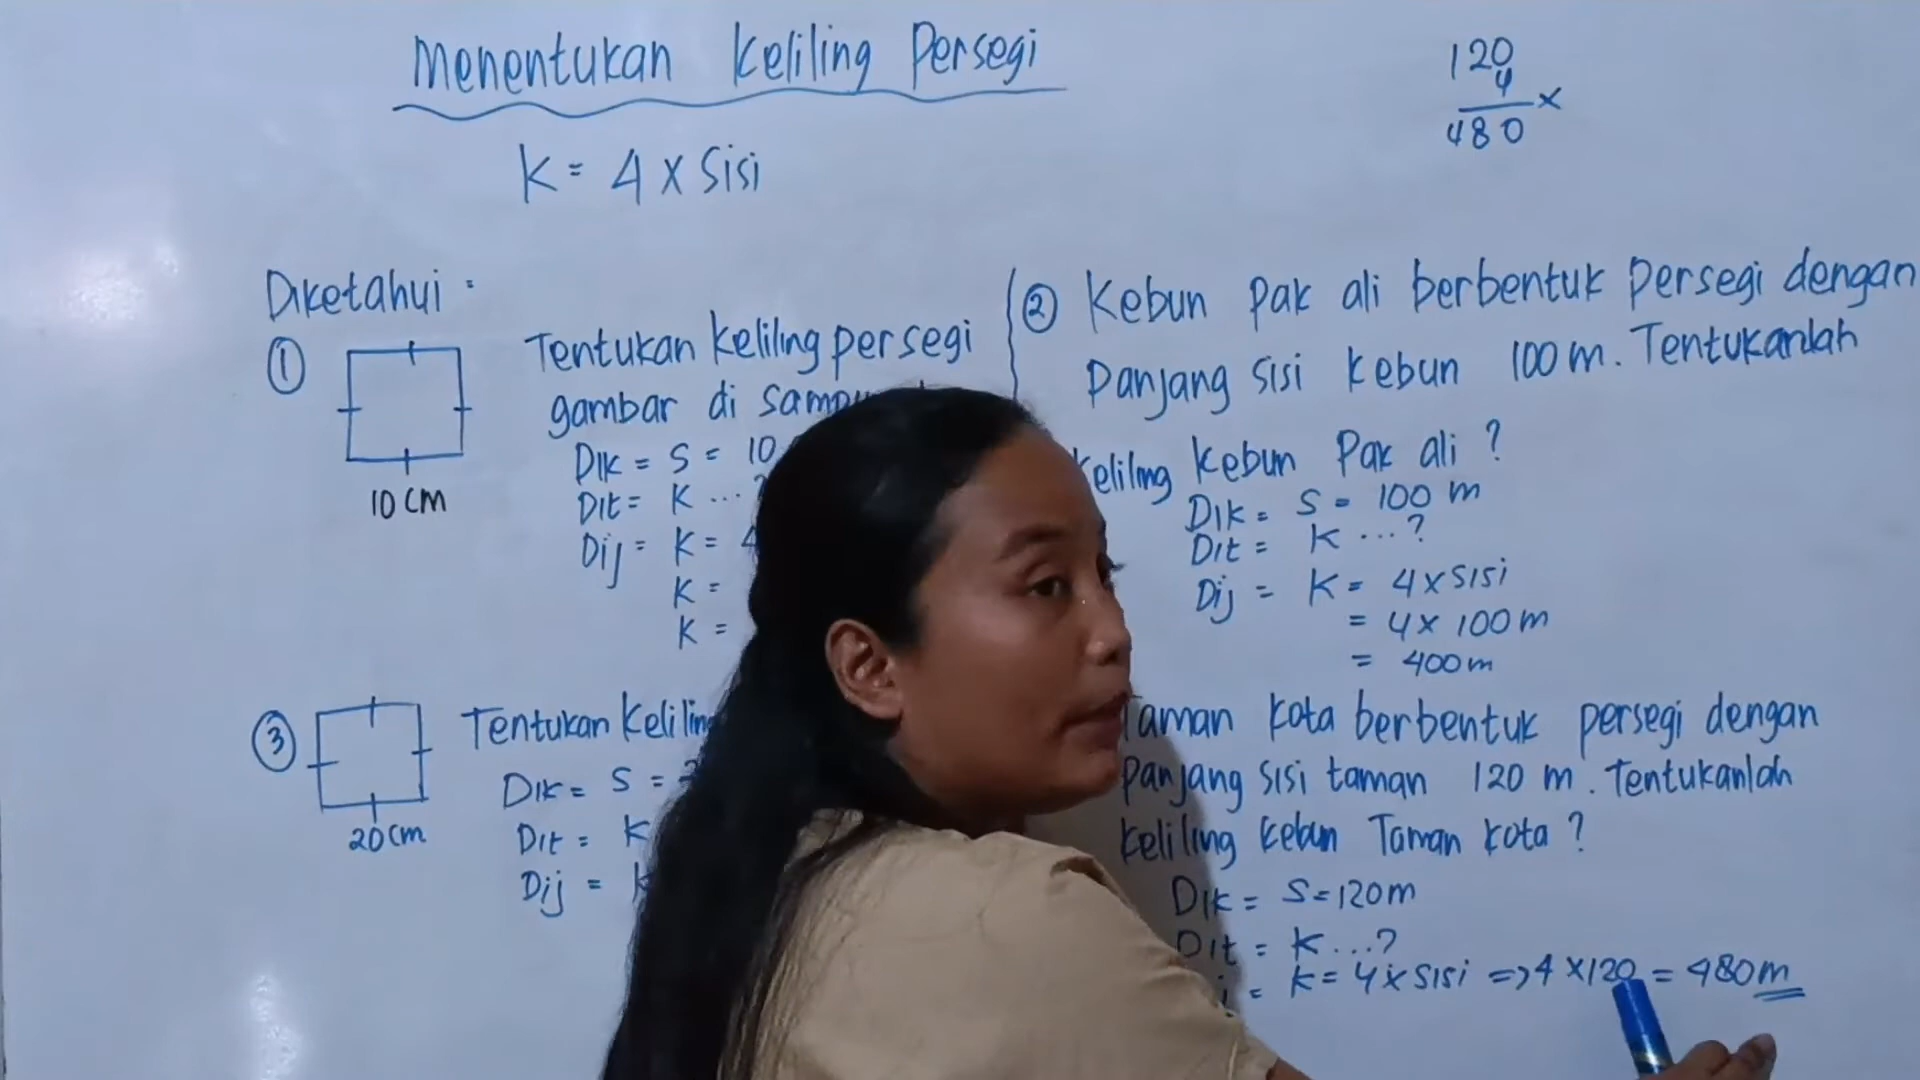 Menentukan Keliling Persegi
K = 4 x Sisi
120
4
x
480
Diketahui :
①
10 cm
Tentukan Keliling persegi
gambar di
Dik = S = 10
Dit = K ...
Dij = K = 4
K =
K =
② Kebun Pak ali berbentuk Persegi dengan
Panjang sisi kebun 100 m. Tentukanlah
kebun Pak ali ?
Dik = S = 100 m
Dit = K ...?
Dij = K = 4 x sisi
= 4 x 100 m
= 400 m
③
20 cm
Tentukan
Dik = S =
Dit = K
Dij =
Taman kota berbentuk persegi dengan
Panjang sisi taman 120 m. Tentukanlah
keliling kebun Taman kota ?
Dik = S = 120 m
Dit = K ...?
= K = 4 x sisi => 4 x 120 = 480 m